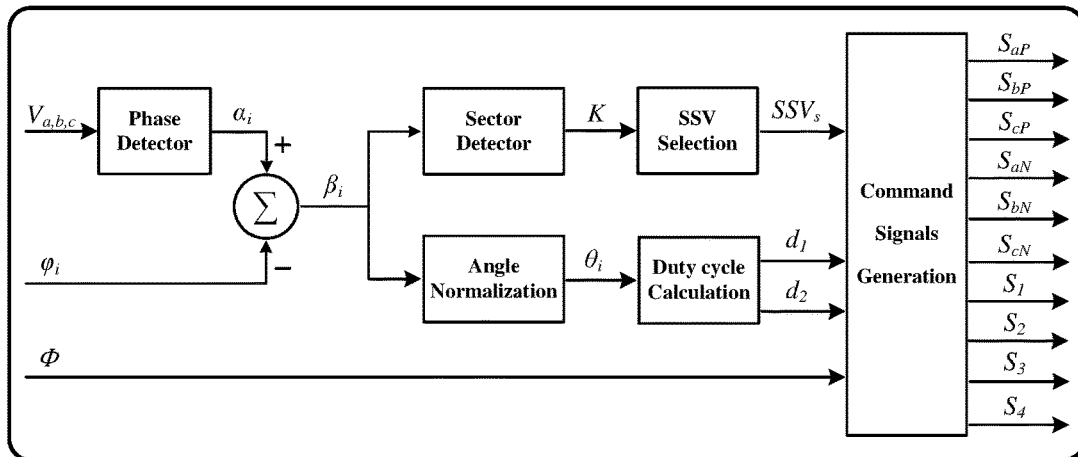 V_{a,b,c}
Phase
Detector
α_i
+
Σ
−
φ_i
β_i
Sector
Detector
K
SSV
Selection
SSV_s
Angle
Normalization
θ_i
Duty cycle
Calculation
d_1
d_2
Φ
Command
Signals
Generation
S_{aP}
S_{bP}
S_{cP}
S_{aN}
S_{bN}
S_{cN}
S_1
S_2
S_3
S_4